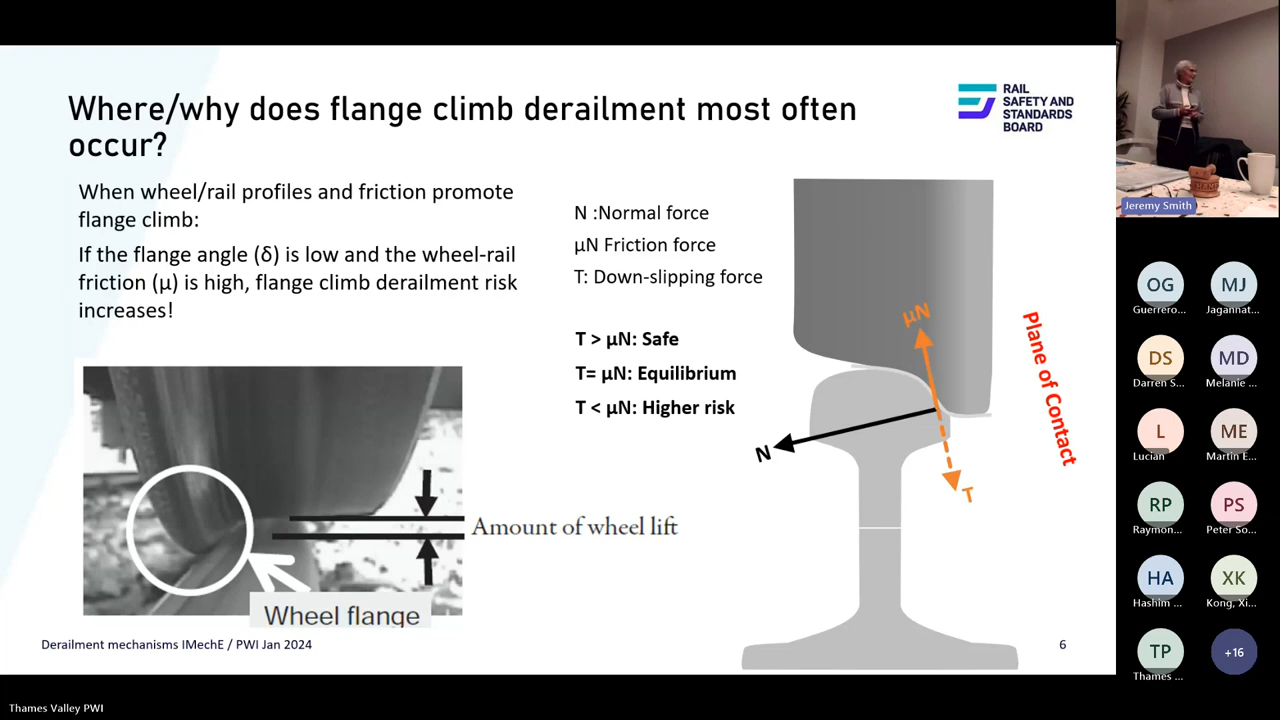 Where/why does flange climb derailment most often
occur?
RAIL
SAFETY AND
STANDARDS
BOARD
When wheel/rail profiles and friction promote
flange climb:
If the flange angle (δ) is low and the wheel-rail
friction (μ) is high, flange climb derailment risk
increases!
N :Normal force
μN Friction force
T: Down-slipping force
T > μN: Safe
T= μN: Equilibrium
T < μN: Higher risk
μN
N
T
Plane of Contact
Amount of wheel lift
Wheel flange
Derailment mechanisms IMechE / PWI Jan 2024
6
Jeremy Smith
OG
Guerrero...
MJ
Jagannat...
DS
Darren S...
MD
Melanie ...
L
Lucian
ME
Martin E...
RP
Raymon...
PS
Peter So...
HA
Hashim ...
XK
Kong, Xi...
TP
Thames ...
+16
Thames Valley PWI